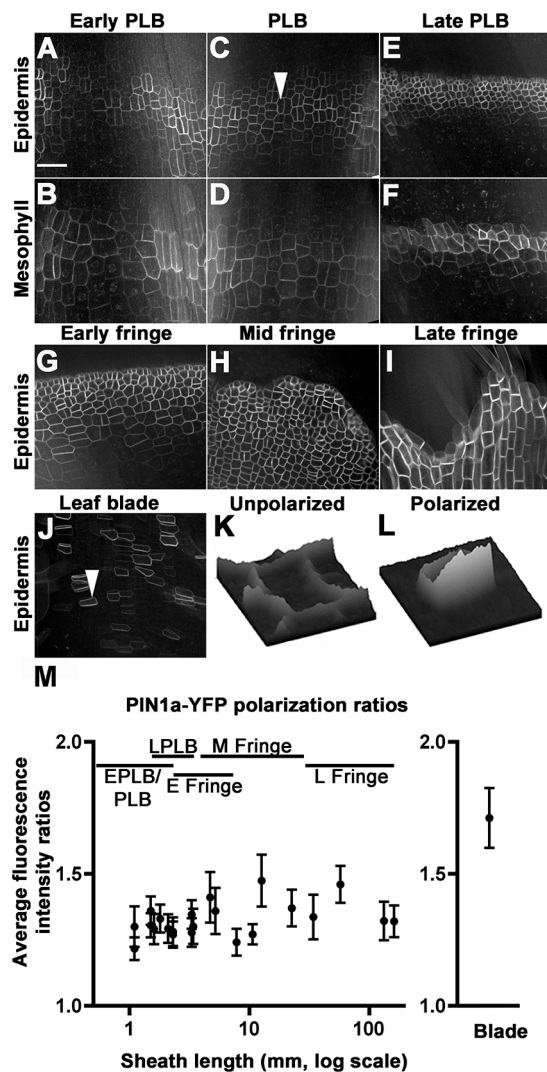 Early PLB PLB Late PLB
A C E
Epidermis
B D F
Mesophyll
Early fringe Mid fringe Late fringe
G H I
Epidermis
Leaf blade Unpolarized Polarized
J K L
Epidermis
M
PIN1a-YFP polarization ratios
2.0 2.0
LPLB M Fringe
EPLB/ PLB E Fringe L Fringe
Average fluorescence intensity ratios
1.5 1.5
1.0 1.0
1 10 100 Blade
Sheath length (mm, log scale)